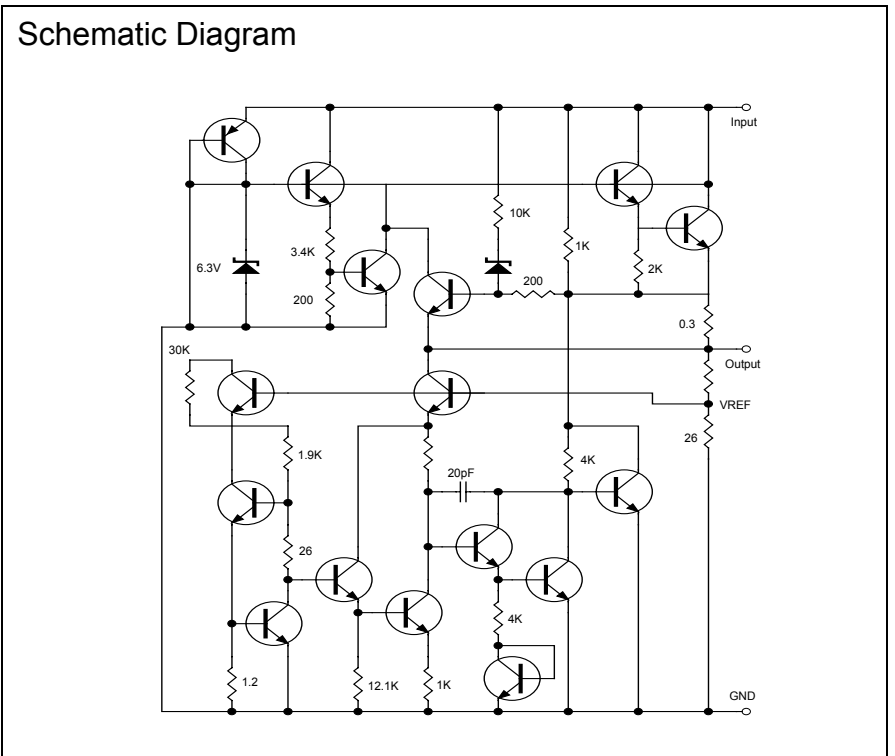 Schematic Diagram
Input
10K
3.4K
1K
6.3V
2K
200
200
0.3
30K
Output
VREF
26
1.9K
20pF
4K
26
4K
1.2
12.1K
1K
GND